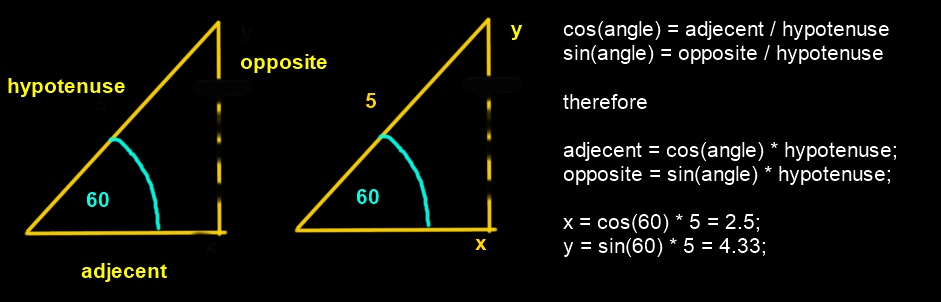 hypotenuse
y
opposite
60
x
adjecent
y
5
60
x
cos(angle) = adjecent / hypotenuse
sin(angle) = opposite / hypotenuse
therefore
adjecent = cos(angle) * hypotenuse;
opposite = sin(angle) * hypotenuse;
x = cos(60) * 5 = 2.5;
y = sin(60) * 5 = 4.33;